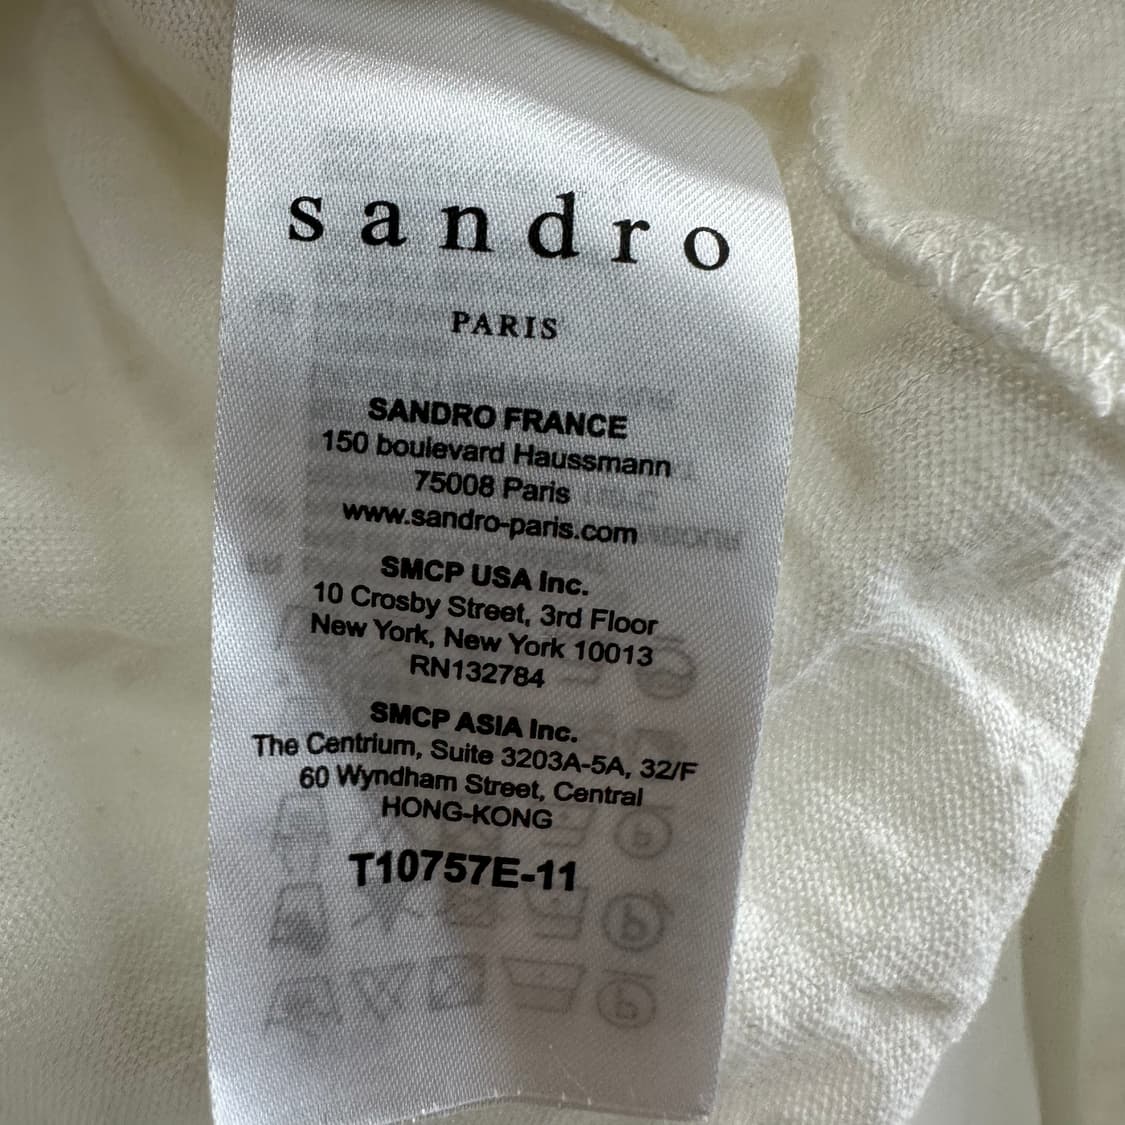 sandro
PARIS
SANDRO FRANCE
150 boulevard Haussmann
75008 Paris
www.sandro-paris.com
SMCP USA Inc.
10 Crosby Street, 3rd Floor
New York, New York 10013
RN132784
SMCP ASIA Inc.
The Centrium, Suite 3203A-5A, 32/F
60 Wyndham Street, Central
HONG-KONG
T10757E-11